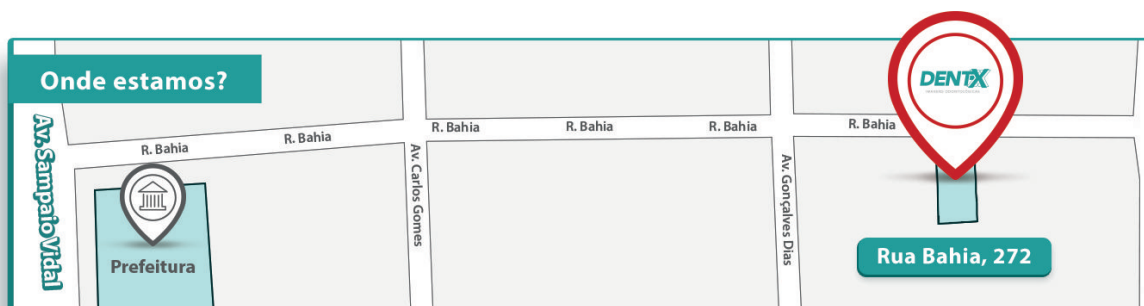 Onde estamos?
Av. Sampaio Vidal
R. Bahia
R. Bahia
R. Bahia
R. Bahia
R. Bahia
R. Bahia
DENTX
Av. Carlos Gomes
Av. Gonçalves Dias
Prefeitura
Rua Bahia, 272